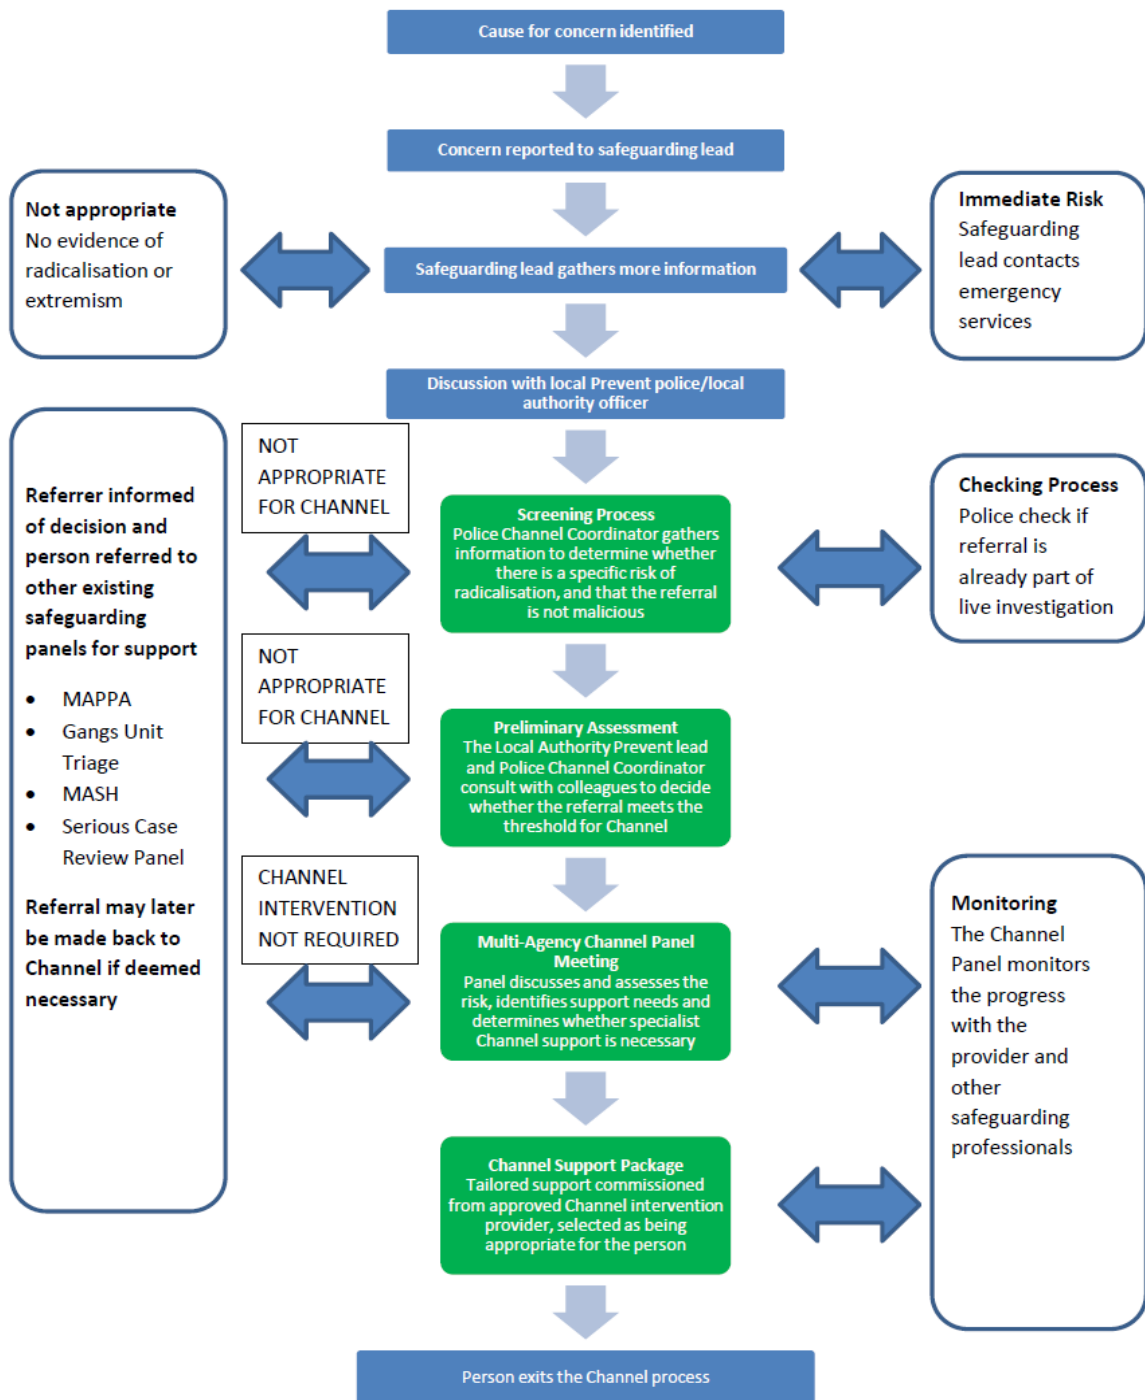 Cause for concern identified
Concern reported to safeguarding lead
Not appropriate
No evidence of
radicalisation or
extremism
Safeguarding lead gathers more information
Immediate Risk
Safeguarding
lead contacts
emergency
services
Discussion with local Prevent police/local
authority officer
Referrer informed
of decision and
person referred to
other existing
safeguarding
panels for support
• MAPPA
• Gangs Unit
Triage
• MASH
• Serious Case
Review Panel
Referral may later
be made back to
Channel if deemed
necessary
NOT
APPROPRIATE
FOR CHANNEL
Screening Process
Police Channel Coordinator gathers
information to determine whether
there is a specific risk of
radicalisation, and that the referral
is not malicious
Checking Process
Police check if
referral is
already part of
live investigation
NOT
APPROPRIATE
FOR CHANNEL
Preliminary Assessment
The Local Authority Prevent lead
and Police Channel Coordinator
consult with colleagues to decide
whether the referral meets the
threshold for Channel
CHANNEL
INTERVENTION
NOT REQUIRED
Multi-Agency Channel Panel
Meeting
Panel discusses and assesses the
risk, identifies support needs and
determines whether specialist
Channel support is necessary
Monitoring
The Channel
Panel monitors
the progress
with the
provider and
other
safeguarding
professionals
Channel Support Package
Tailored support commissioned
from approved Channel intervention
provider, selected as being
appropriate for the person
Person exits the Channel process